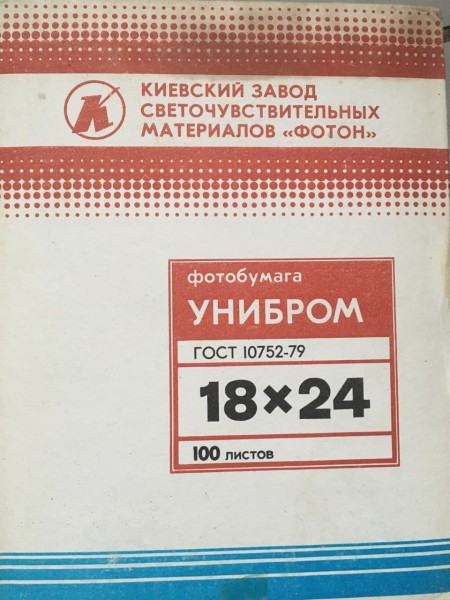 КИЕВСКИЙ ЗАВОД
СВЕТОЧУВСТВИТЕЛЬНЫХ
МАТЕРИАЛОВ «ФОТОН»
фотобумага
УНИБРОМ
ГОСТ 10752-79
18×24
100 листов